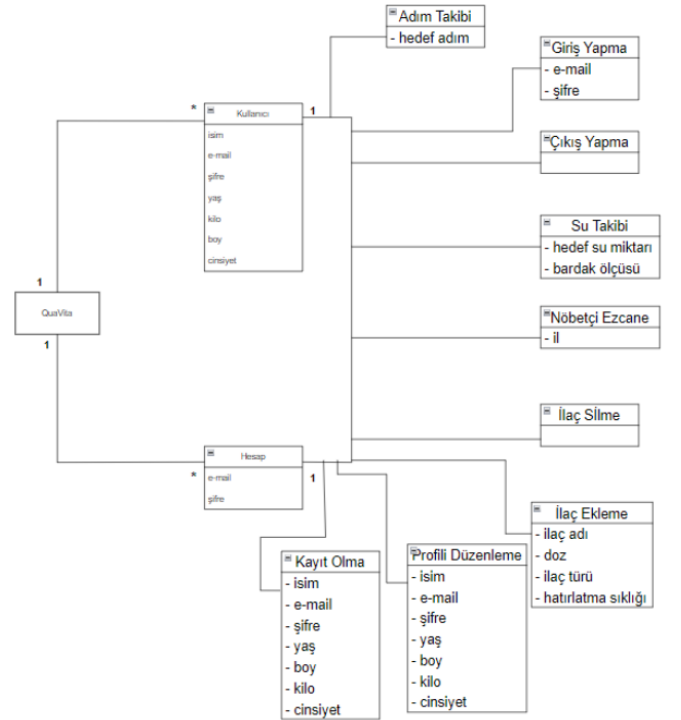 Adım Takibi
- hedef adım
Giriş Yapma
- e-mail
- şifre
* Kullanıcı 1
isim
e-mail
şifre
yaş
kilo
boy
cinsiyet
Çıkış Yapma
Su Takibi
- hedef su miktarı
- bardak ölçüsü
1
QuaVita
1
Nöbetçi Ezcane
- il
İlaç Sİlme
Hesap
* e-mail 1
şifre
İlaç Ekleme
- ilaç adı
- doz
- ilaç türü
- hatırlatma sıklığı
Kayıt Olma
- isim
- e-mail
- şifre
- yaş
- boy
- kilo
- cinsiyet
Profili Düzenleme
- isim
- e-mail
- şifre
- yaş
- boy
- kilo
- cinsiyet